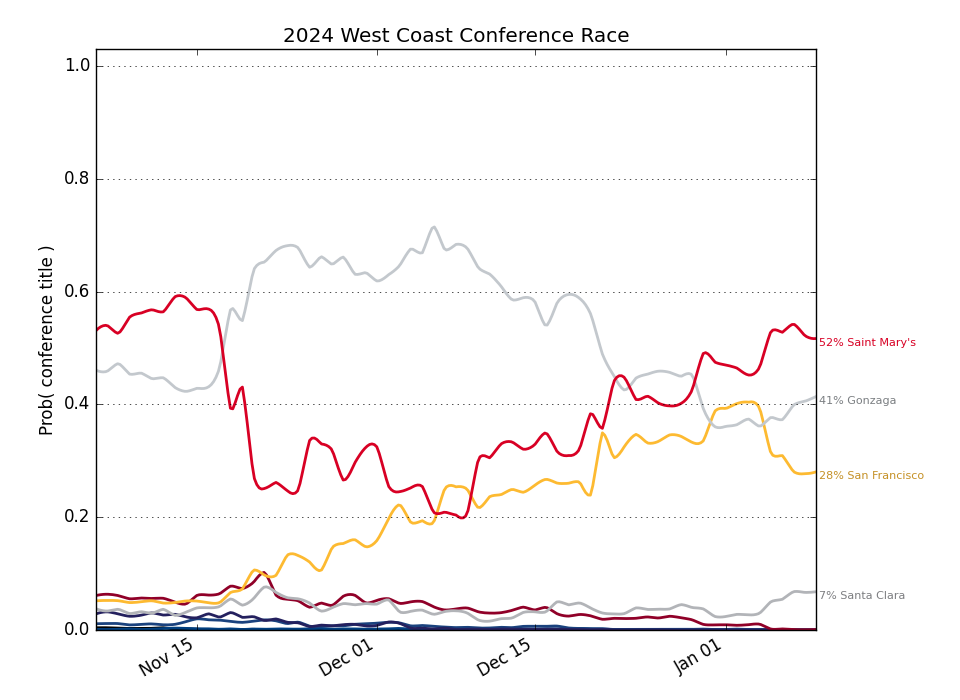 2024 West Coast Conference Race
Prob( conference title )
1.0
0.8
0.6
0.4
0.2
0.0
52% Saint Mary's
41% Gonzaga
28% San Francisco
7% Santa Clara
Nov 15
Dec 01
Dec 15
Jan 01